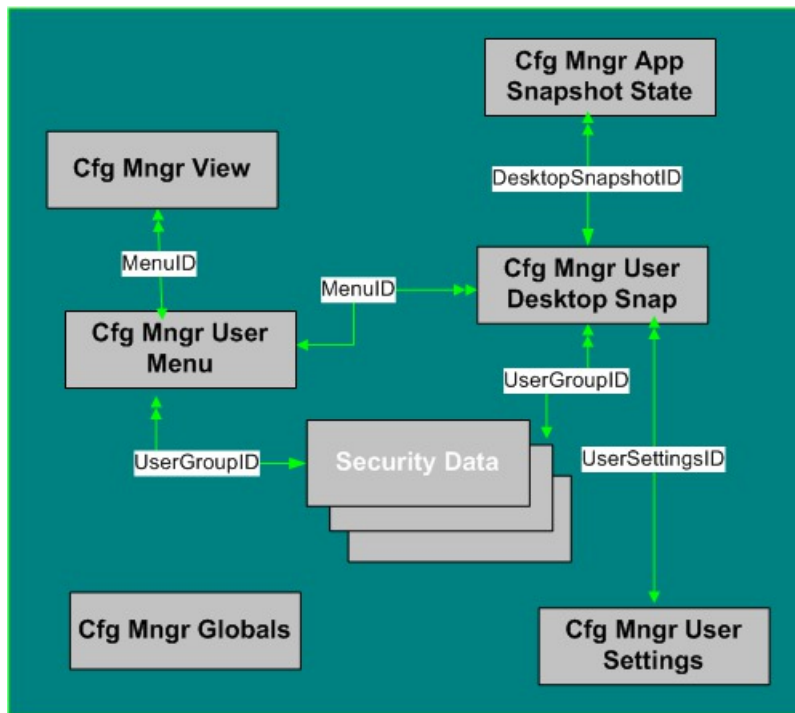 Cfg Mngr App
Snapshot State
Cfg Mngr View
DesktopSnapshotID
MenuID
Cfg Mngr User
Desktop Snap
MenuID
Cfg Mngr User
Menu
UserGroupID
Security Data
UserGroupID
UserSettingsID
Cfg Mngr Globals
Cfg Mngr User
Settings